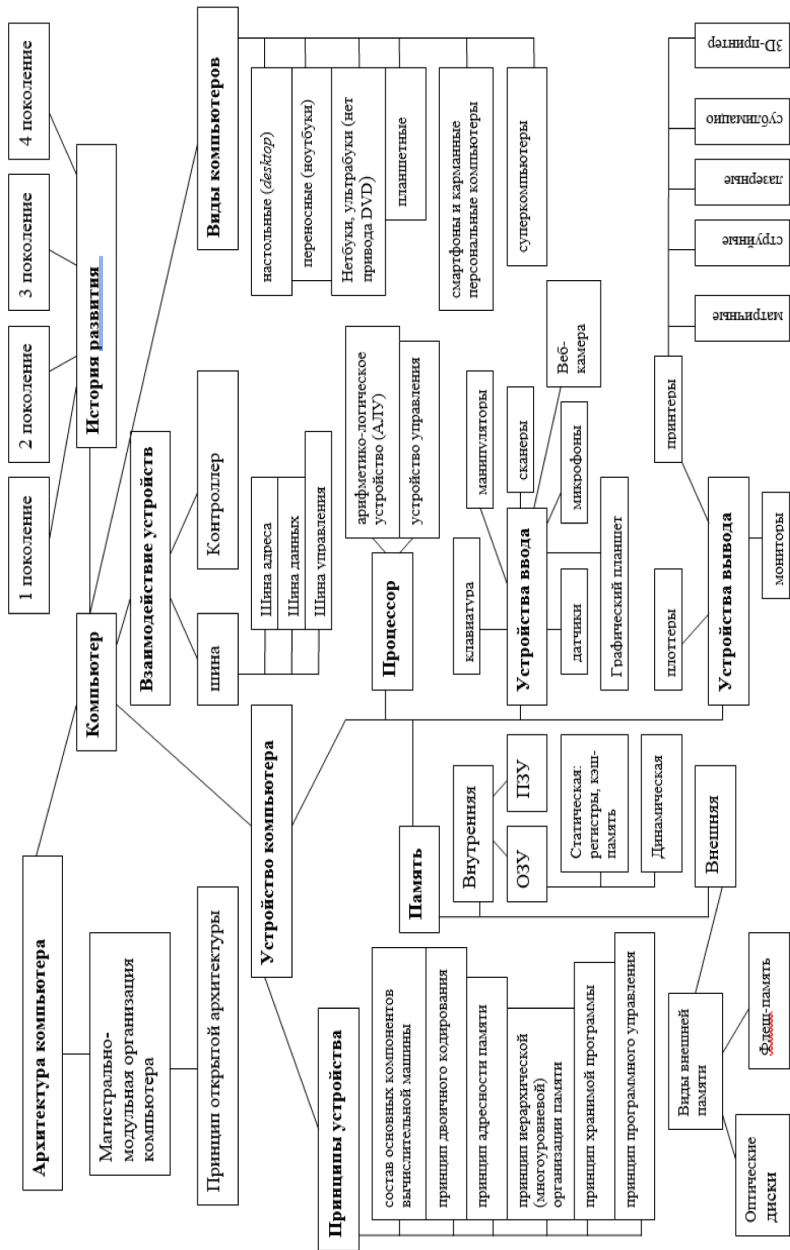 1 поколение
2 поколение
3 поколение
4 поколение
Архитектура компьютера
Компьютер
История развития
Магистрально-
модульная организация
компьютера
Взаимодействие устройств
Виды компьютеров
Принцип открытой архитектуры
шина
Контроллер
Шина адреса
Шина данных
Шина управления
настольные (desktop)
переносные (ноутбуки)
Нетбуки, ультрабуки (нет
привода DVD)
планшетные
смартфоны и карманные
персональные компьютеры
суперкомпьютеры
Устройство компьютера
Принципы устройства
состав основных компонентов
вычислительной машины
принцип двоичного кодирования
принцип адресности памяти
принцип иерархической
(многоуровневой)
организации памяти
принцип хранимой программы
принцип программного управления
Память
Внутренняя
ОЗУ
ПЗУ
Статическая:
регистры, кэш-
память
Динамическая
Внешняя
Виды внешней
памяти
Оптические
диски
Флеш-память
Процессор
арифметико-логическое
устройство (АЛУ)
устройство управления
Устройства ввода
клавиатура
манипуляторы
сканеры
Веб-
камера
датчики
микрофоны
Графический планшет
Устройства вывода
плоттеры
мониторы
принтеры
матричные
струйные
лазерные
сублимацио
3D-принтер